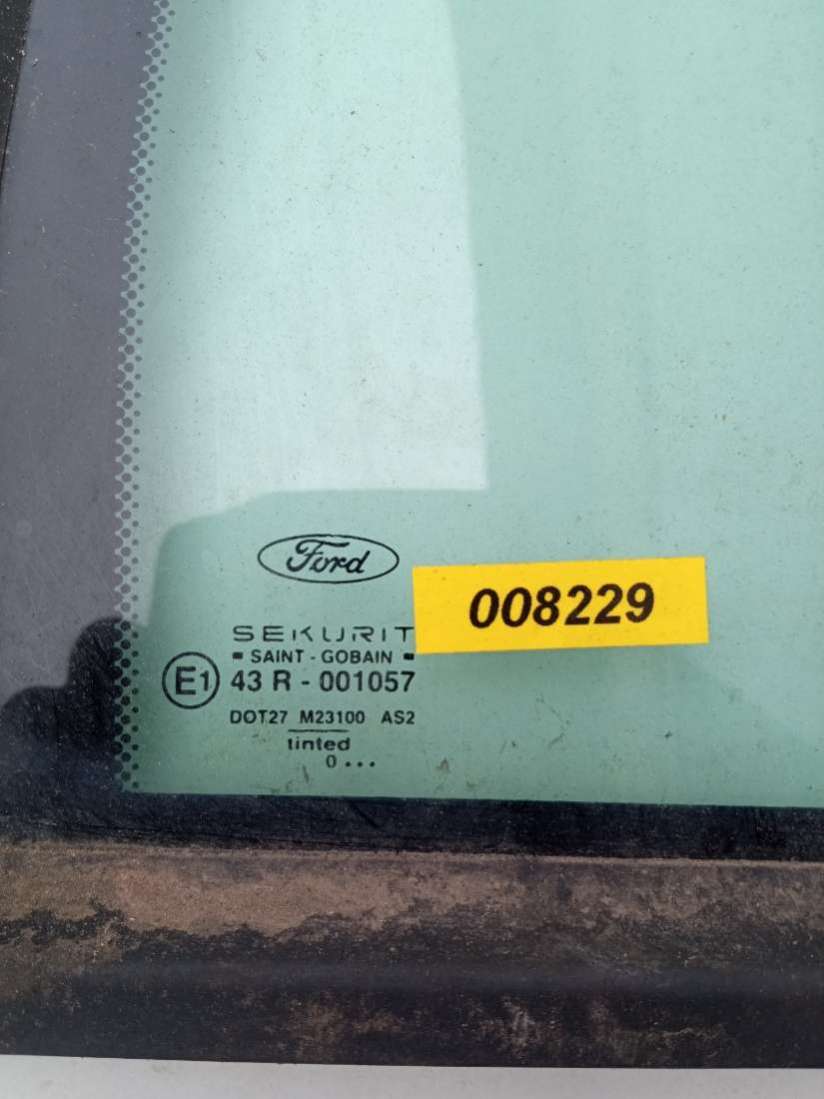 Ford
008229
SEKURIT
SAINT - GOBAIN
E1 43 R - 001057
DOT27 M23100 AS2
tinted
0...